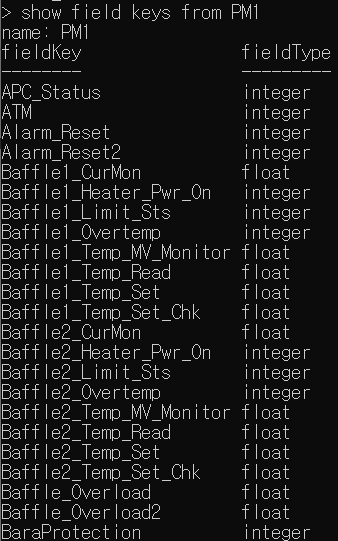 > show field keys from PM1
name: PM1
fieldKey fieldType
-------- ---------
APC_Status integer
ATM integer
Alarm_Reset integer
Alarm_Reset2 integer
Baffle1_CurMon float
Baffle1_Heater_Pwr_On integer
Baffle1_Limit_Sts integer
Baffle1_Overtemp integer
Baffle1_Temp_MV_Monitor float
Baffle1_Temp_Read float
Baffle1_Temp_Set float
Baffle1_Temp_Set_Chk float
Baffle2_CurMon float
Baffle2_Heater_Pwr_On integer
Baffle2_Limit_Sts integer
Baffle2_Overtemp integer
Baffle2_Temp_MV_Monitor float
Baffle2_Temp_Read float
Baffle2_Temp_Set float
Baffle2_Temp_Set_Chk float
Baffle_Overload float
Baffle_Overload2 float
BaraProtection integer